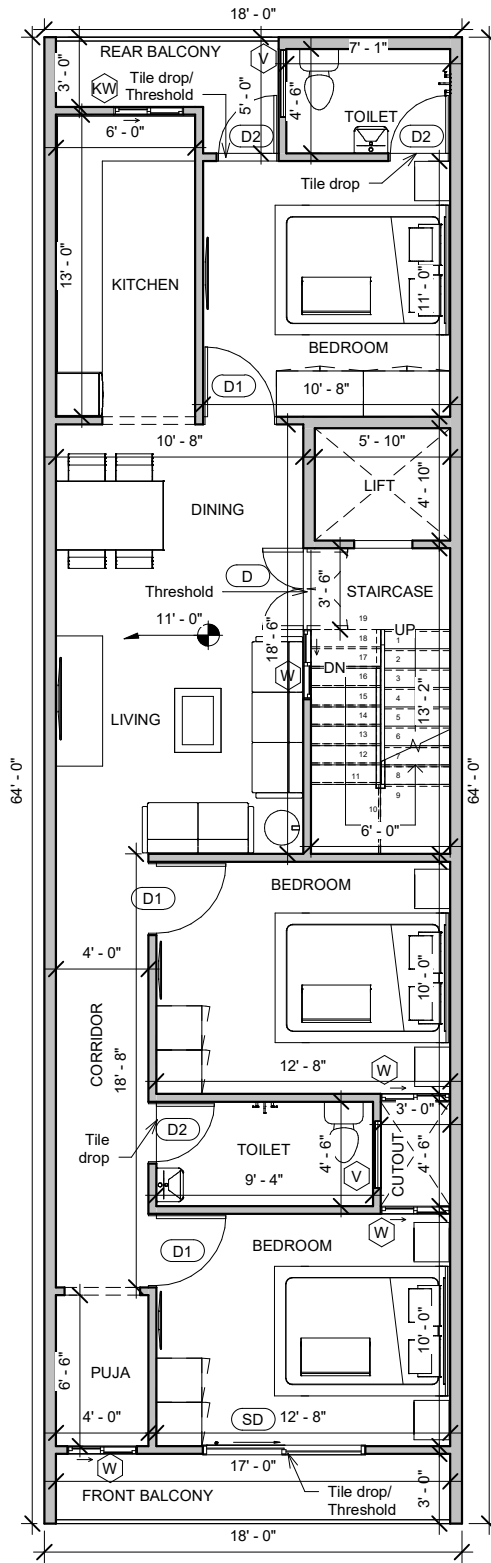 18' - 0"
REAR BALCONY
3' - 0"
KW
Tile drop/
Threshold
6' - 0"
5' - 0"
V
D2
7' - 1"
4' - 6"
TOILET
D2
Tile drop
13' - 0"
KITCHEN
11' - 0"
BEDROOM
D1
10' - 8"
10' - 8"
5' - 10"
LIFT
4' - 10"
DINING
Threshold
D
3' - 6"
STAIRCASE
11' - 0"
18' - 6"
W
19
18
17
16
15
14
13
12
11
10
UP
DN
1
2
3
4
5
6
7
8
9
13' - 2"
LIVING
6' - 0"
64' - 0"
64' - 0"
BEDROOM
D1
4' - 0"
10' - 0"
CORRIDOR
18' - 8"
12' - 8"
W
3' - 0"
D2
Tile
drop
TOILET
4' - 6"
9' - 4"
V
CUTOUT
4' - 6"
W
D1
BEDROOM
10' - 0"
6' - 6"
PUJA
4' - 0"
SD
12' - 8"
W
17' - 0"
FRONT BALCONY
Tile drop/
Threshold
3' - 0"
18' - 0"